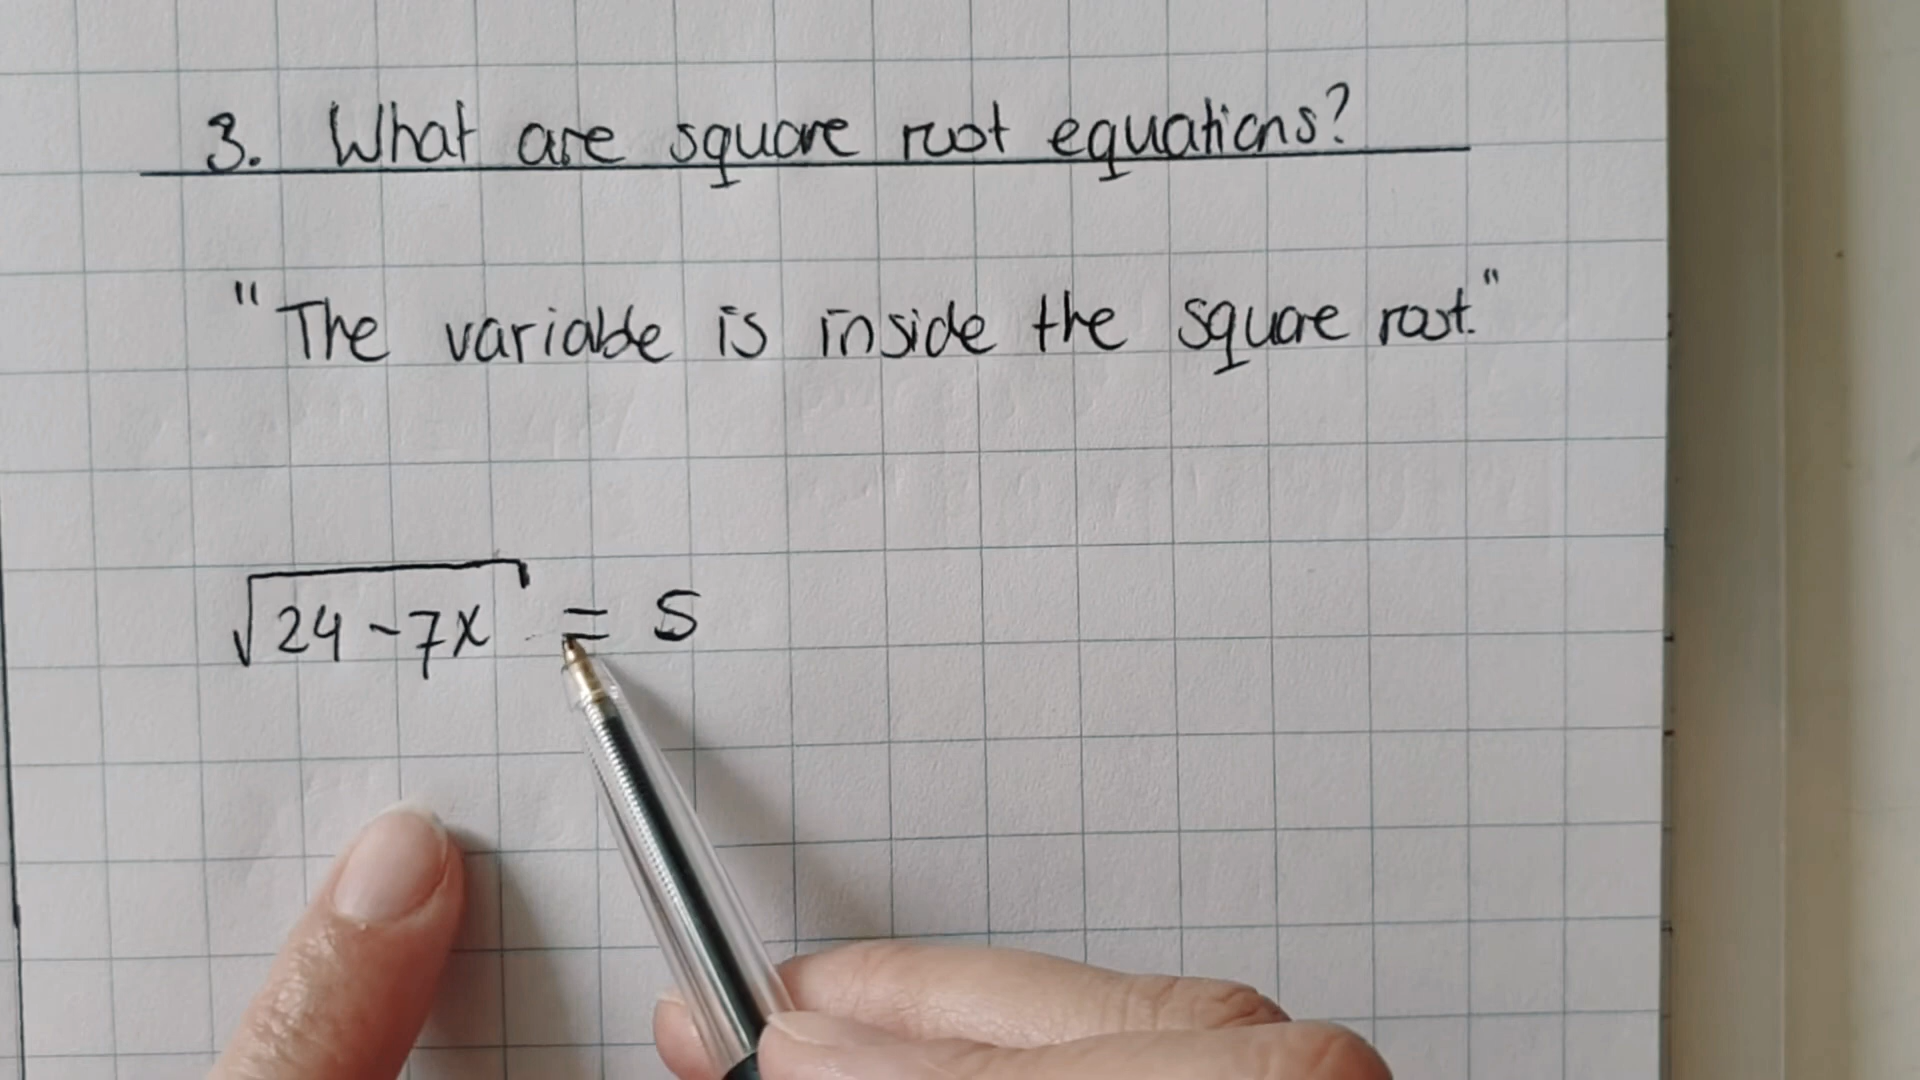 3. What are square root equations?
"The variable is inside the square root."
√24 - 7x = 5